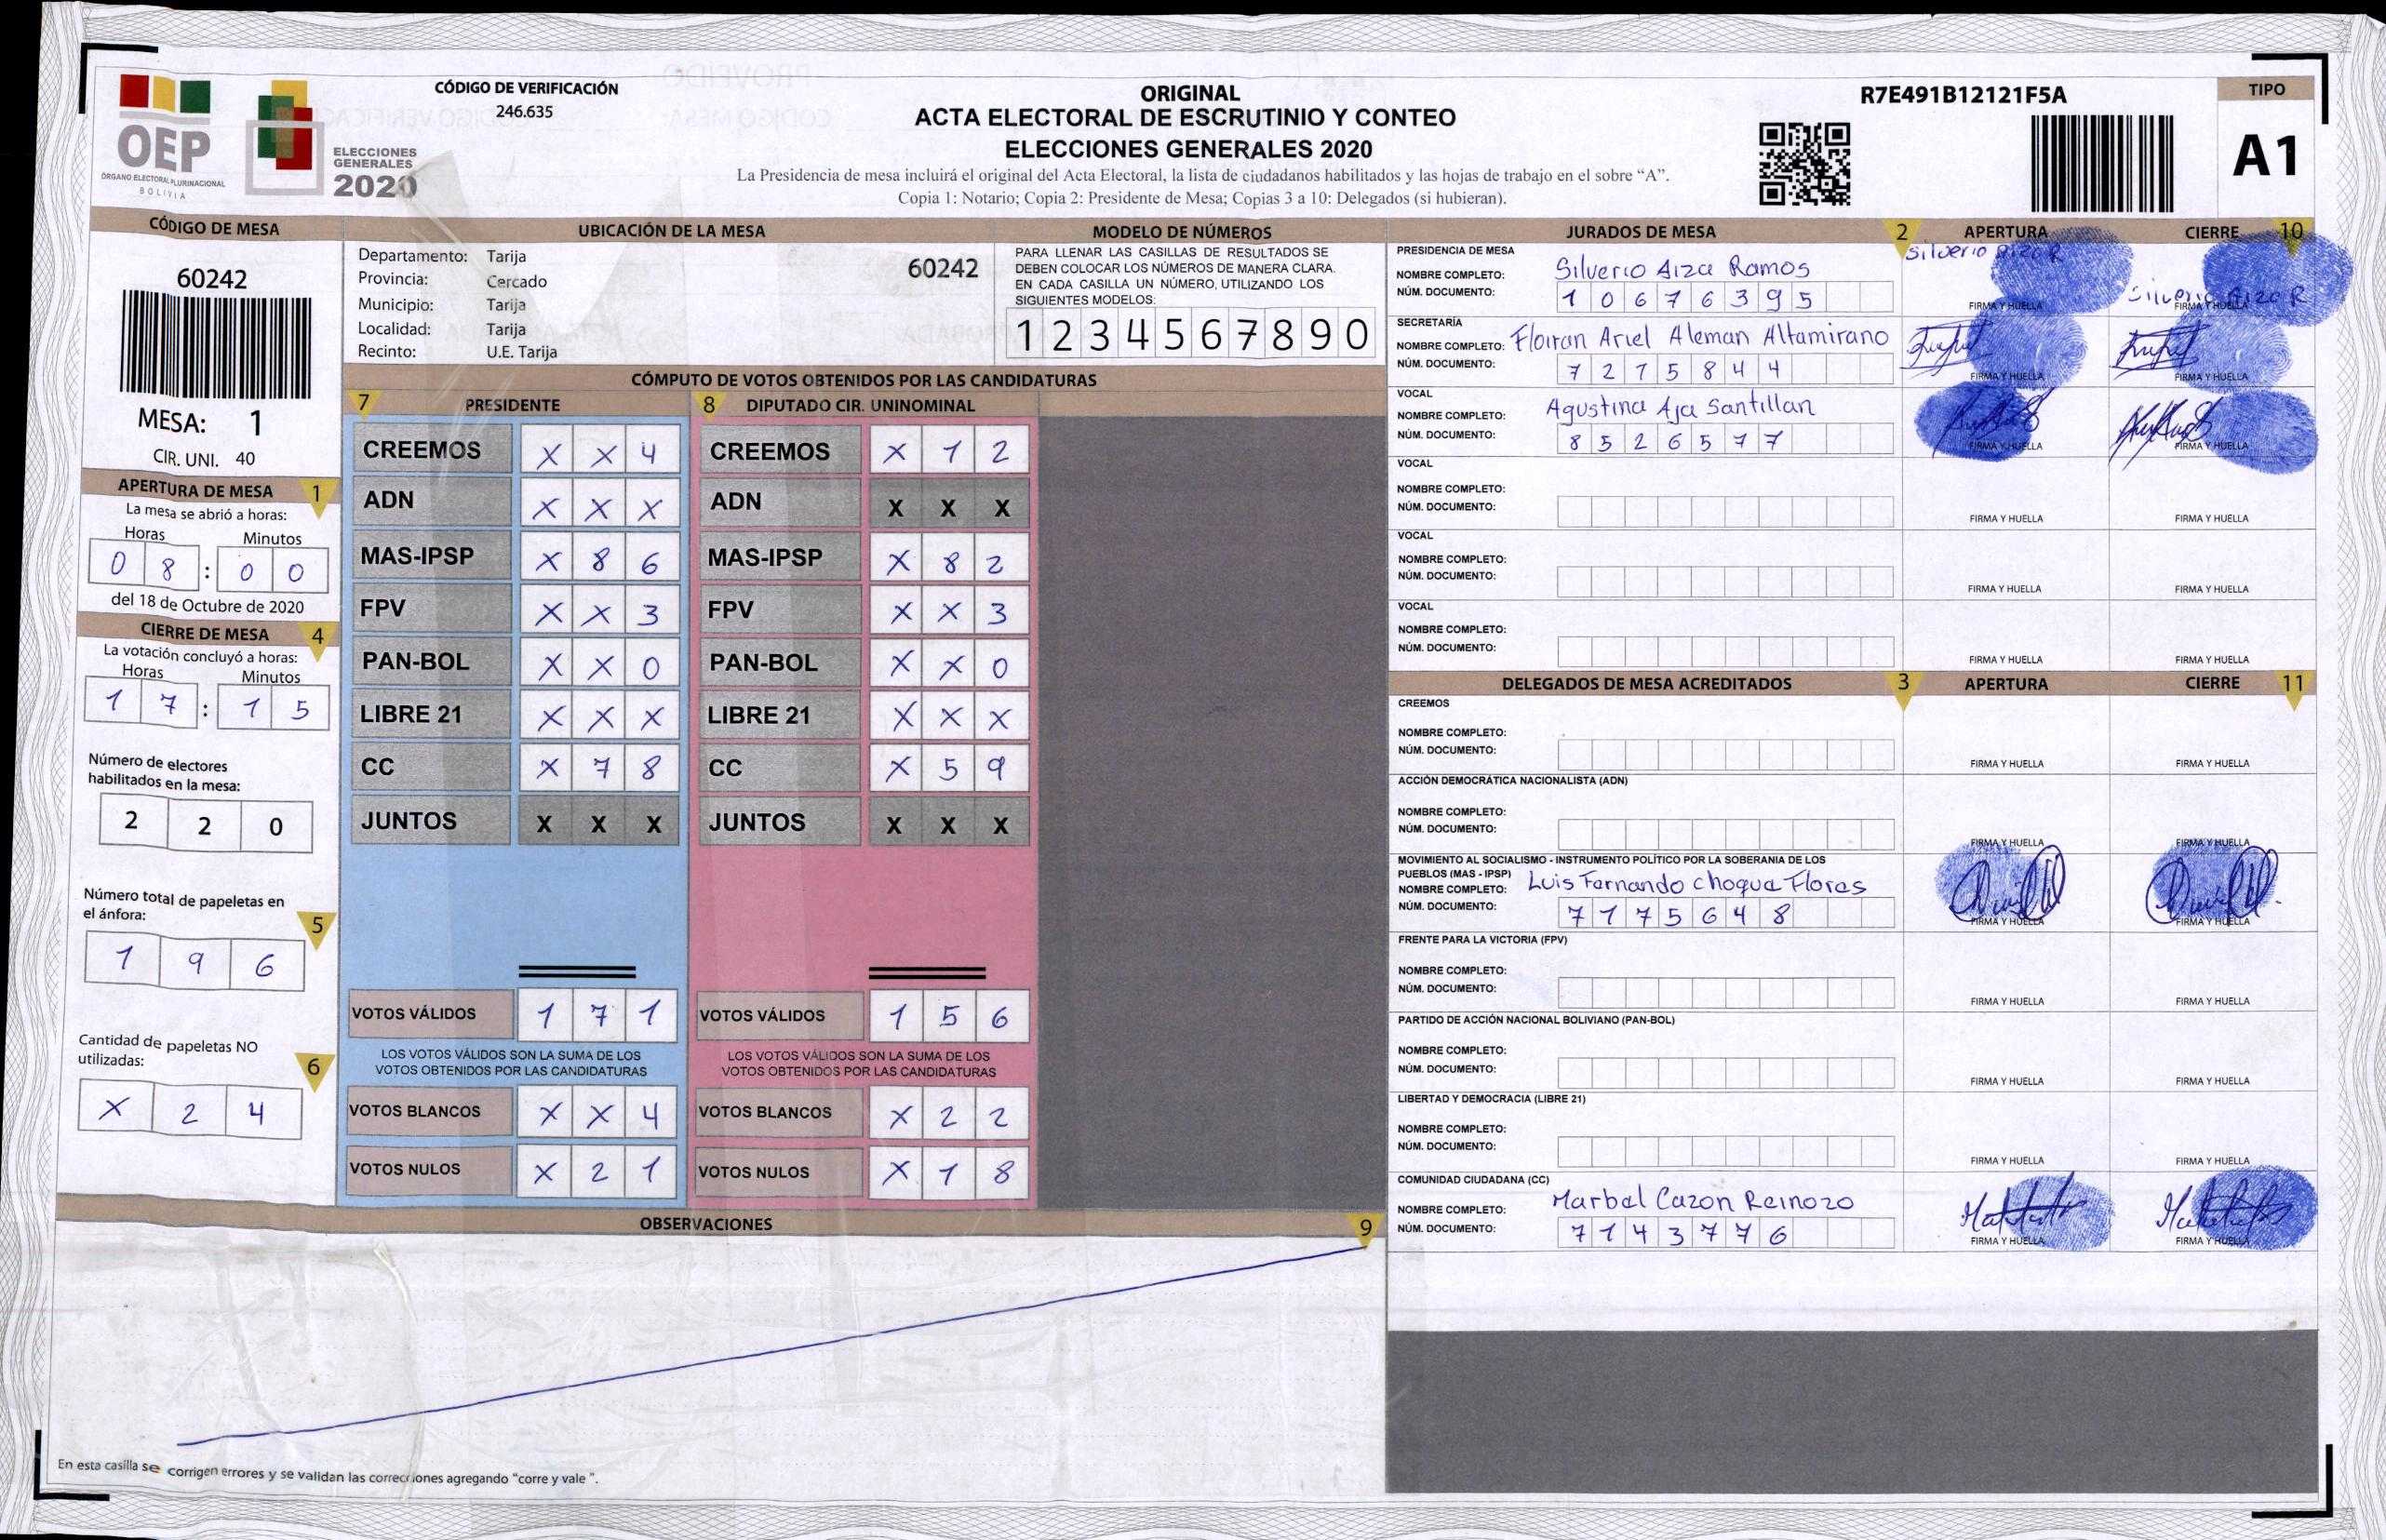 OEP
ÓRGANO ELECTORAL PLURINACIONAL
BOLIVIA
ELECCIONES
GENERALES
2020
CÓDIGO DE VERIFICACIÓN
246.635
ORIGINAL
ACTA ELECTORAL DE ESCRUTINIO Y CONTEO
ELECCIONES GENERALES 2020
La Presidencia de mesa incluirá el original del Acta Electoral, la lista de ciudadanos habilitados y las hojas de trabajo en el sobre “A”.
Copia 1: Notario; Copia 2: Presidente de Mesa; Copias 3 a 10: Delegados (si hubieran).
R7E491B12121F5A
TIPO
A1
CÓDIGO DE MESA
60242
MESA: 1
CIR. UNI. 40
APERTURA DE MESA 1
La mesa se abrió a horas:
Horas Minutos
0 8 : 0 0
del 18 de Octubre de 2020
CIERRE DE MESA 4
La votación concluyó a horas:
Horas Minutos
1 7 : 1 5
Número de electores
habilitados en la mesa:
2 2 0
Número total de papeletas en
el ánfora: 5
1 9 6
Cantidad de papeletas NO
utilizadas: 6
X 2 4
UBICACIÓN DE LA MESA
Departamento: Tarija
Provincia: Cercado
Municipio: Tarija
Localidad: Tarija
Recinto: U.E. Tarija
60242
MODELO DE NÚMEROS
PARA LLENAR LAS CASILLAS DE RESULTADOS SE
DEBEN COLOCAR LOS NÚMEROS DE MANERA CLARA.
EN CADA CASILLA UN NÚMERO, UTILIZANDO LOS
SIGUIENTES MODELOS:
1 2 3 4 5 6 7 8 9 0
CÓMPUTO DE VOTOS OBTENIDOS POR LAS CANDIDATURAS
7 PRESIDENTE
CREEMOS X X 4
ADN X X X
MAS-IPSP X 8 6
FPV X X 3
PAN-BOL X X 0
LIBRE 21 X X X
CC X 7 8
JUNTOS X X X
VOTOS VÁLIDOS 1 7 1
LOS VOTOS VÁLIDOS SON LA SUMA DE LOS
VOTOS OBTENIDOS POR LAS CANDIDATURAS
VOTOS BLANCOS X X 4
VOTOS NULOS X 2 1
8 DIPUTADO CIR. UNINOMINAL
CREEMOS X 1 2
ADN X X X
MAS-IPSP X 8 2
FPV X X 3
PAN-BOL X X 0
LIBRE 21 X X X
CC X 5 9
JUNTOS X X X
VOTOS VÁLIDOS 1 5 6
LOS VOTOS VÁLIDOS SON LA SUMA DE LOS
VOTOS OBTENIDOS POR LAS CANDIDATURAS
VOTOS BLANCOS X 2 2
VOTOS NULOS X 1 8
OBSERVACIONES 9
En esta casilla se corrigen errores y se validan las correcciones agregando “corre y vale ”.
JURADOS DE MESA 2 APERTURA CIERRE 10
PRESIDENCIA DE MESA
NOMBRE COMPLETO: Silverio Aiza Ramos
NÚM. DOCUMENTO: 1 0 6 7 6 3 9 5
Silverio Aiza R
FIRMA Y HUELLA
Silverio Aiza R
FIRMA Y HUELLA
SECRETARÍA
NOMBRE COMPLETO: Floiran Ariel Aleman Altamirano
NÚM. DOCUMENTO: 7 2 1 5 8 4 4
FIRMA Y HUELLA FIRMA Y HUELLA
VOCAL
NOMBRE COMPLETO: Agustina Aja Santillan
NÚM. DOCUMENTO: 8 5 2 6 5 7 7
FIRMA Y HUELLA FIRMA Y HUELLA
VOCAL
NOMBRE COMPLETO:
NÚM. DOCUMENTO:
FIRMA Y HUELLA FIRMA Y HUELLA
VOCAL
NOMBRE COMPLETO:
NÚM. DOCUMENTO:
FIRMA Y HUELLA FIRMA Y HUELLA
VOCAL
NOMBRE COMPLETO:
NÚM. DOCUMENTO:
FIRMA Y HUELLA FIRMA Y HUELLA
DELEGADOS DE MESA ACREDITADOS 3 APERTURA CIERRE 11
CREEMOS
NOMBRE COMPLETO:
NÚM. DOCUMENTO:
FIRMA Y HUELLA FIRMA Y HUELLA
ACCIÓN DEMOCRÁTICA NACIONALISTA (ADN)
NOMBRE COMPLETO:
NÚM. DOCUMENTO:
FIRMA Y HUELLA FIRMA Y HUELLA
MOVIMIENTO AL SOCIALISMO - INSTRUMENTO POLÍTICO POR LA SOBERANIA DE LOS
PUEBLOS (MAS - IPSP)
NOMBRE COMPLETO: Luis Fernando Choque Flores
NÚM. DOCUMENTO: 7 1 7 5 6 4 8
FIRMA Y HUELLA FIRMA Y HUELLA
FRENTE PARA LA VICTORIA (FPV)
NOMBRE COMPLETO:
NÚM. DOCUMENTO:
FIRMA Y HUELLA FIRMA Y HUELLA
PARTIDO DE ACCIÓN NACIONAL BOLIVIANO (PAN-BOL)
NOMBRE COMPLETO:
NÚM. DOCUMENTO:
FIRMA Y HUELLA FIRMA Y HUELLA
LIBERTAD Y DEMOCRACIA (LIBRE 21)
NOMBRE COMPLETO:
NÚM. DOCUMENTO:
FIRMA Y HUELLA FIRMA Y HUELLA
COMUNIDAD CIUDADANA (CC)
NOMBRE COMPLETO: Marbel Cazon Reinozo
NÚM. DOCUMENTO: 7 1 4 3 7 7 6
FIRMA Y HUELLA FIRMA Y HUELLA